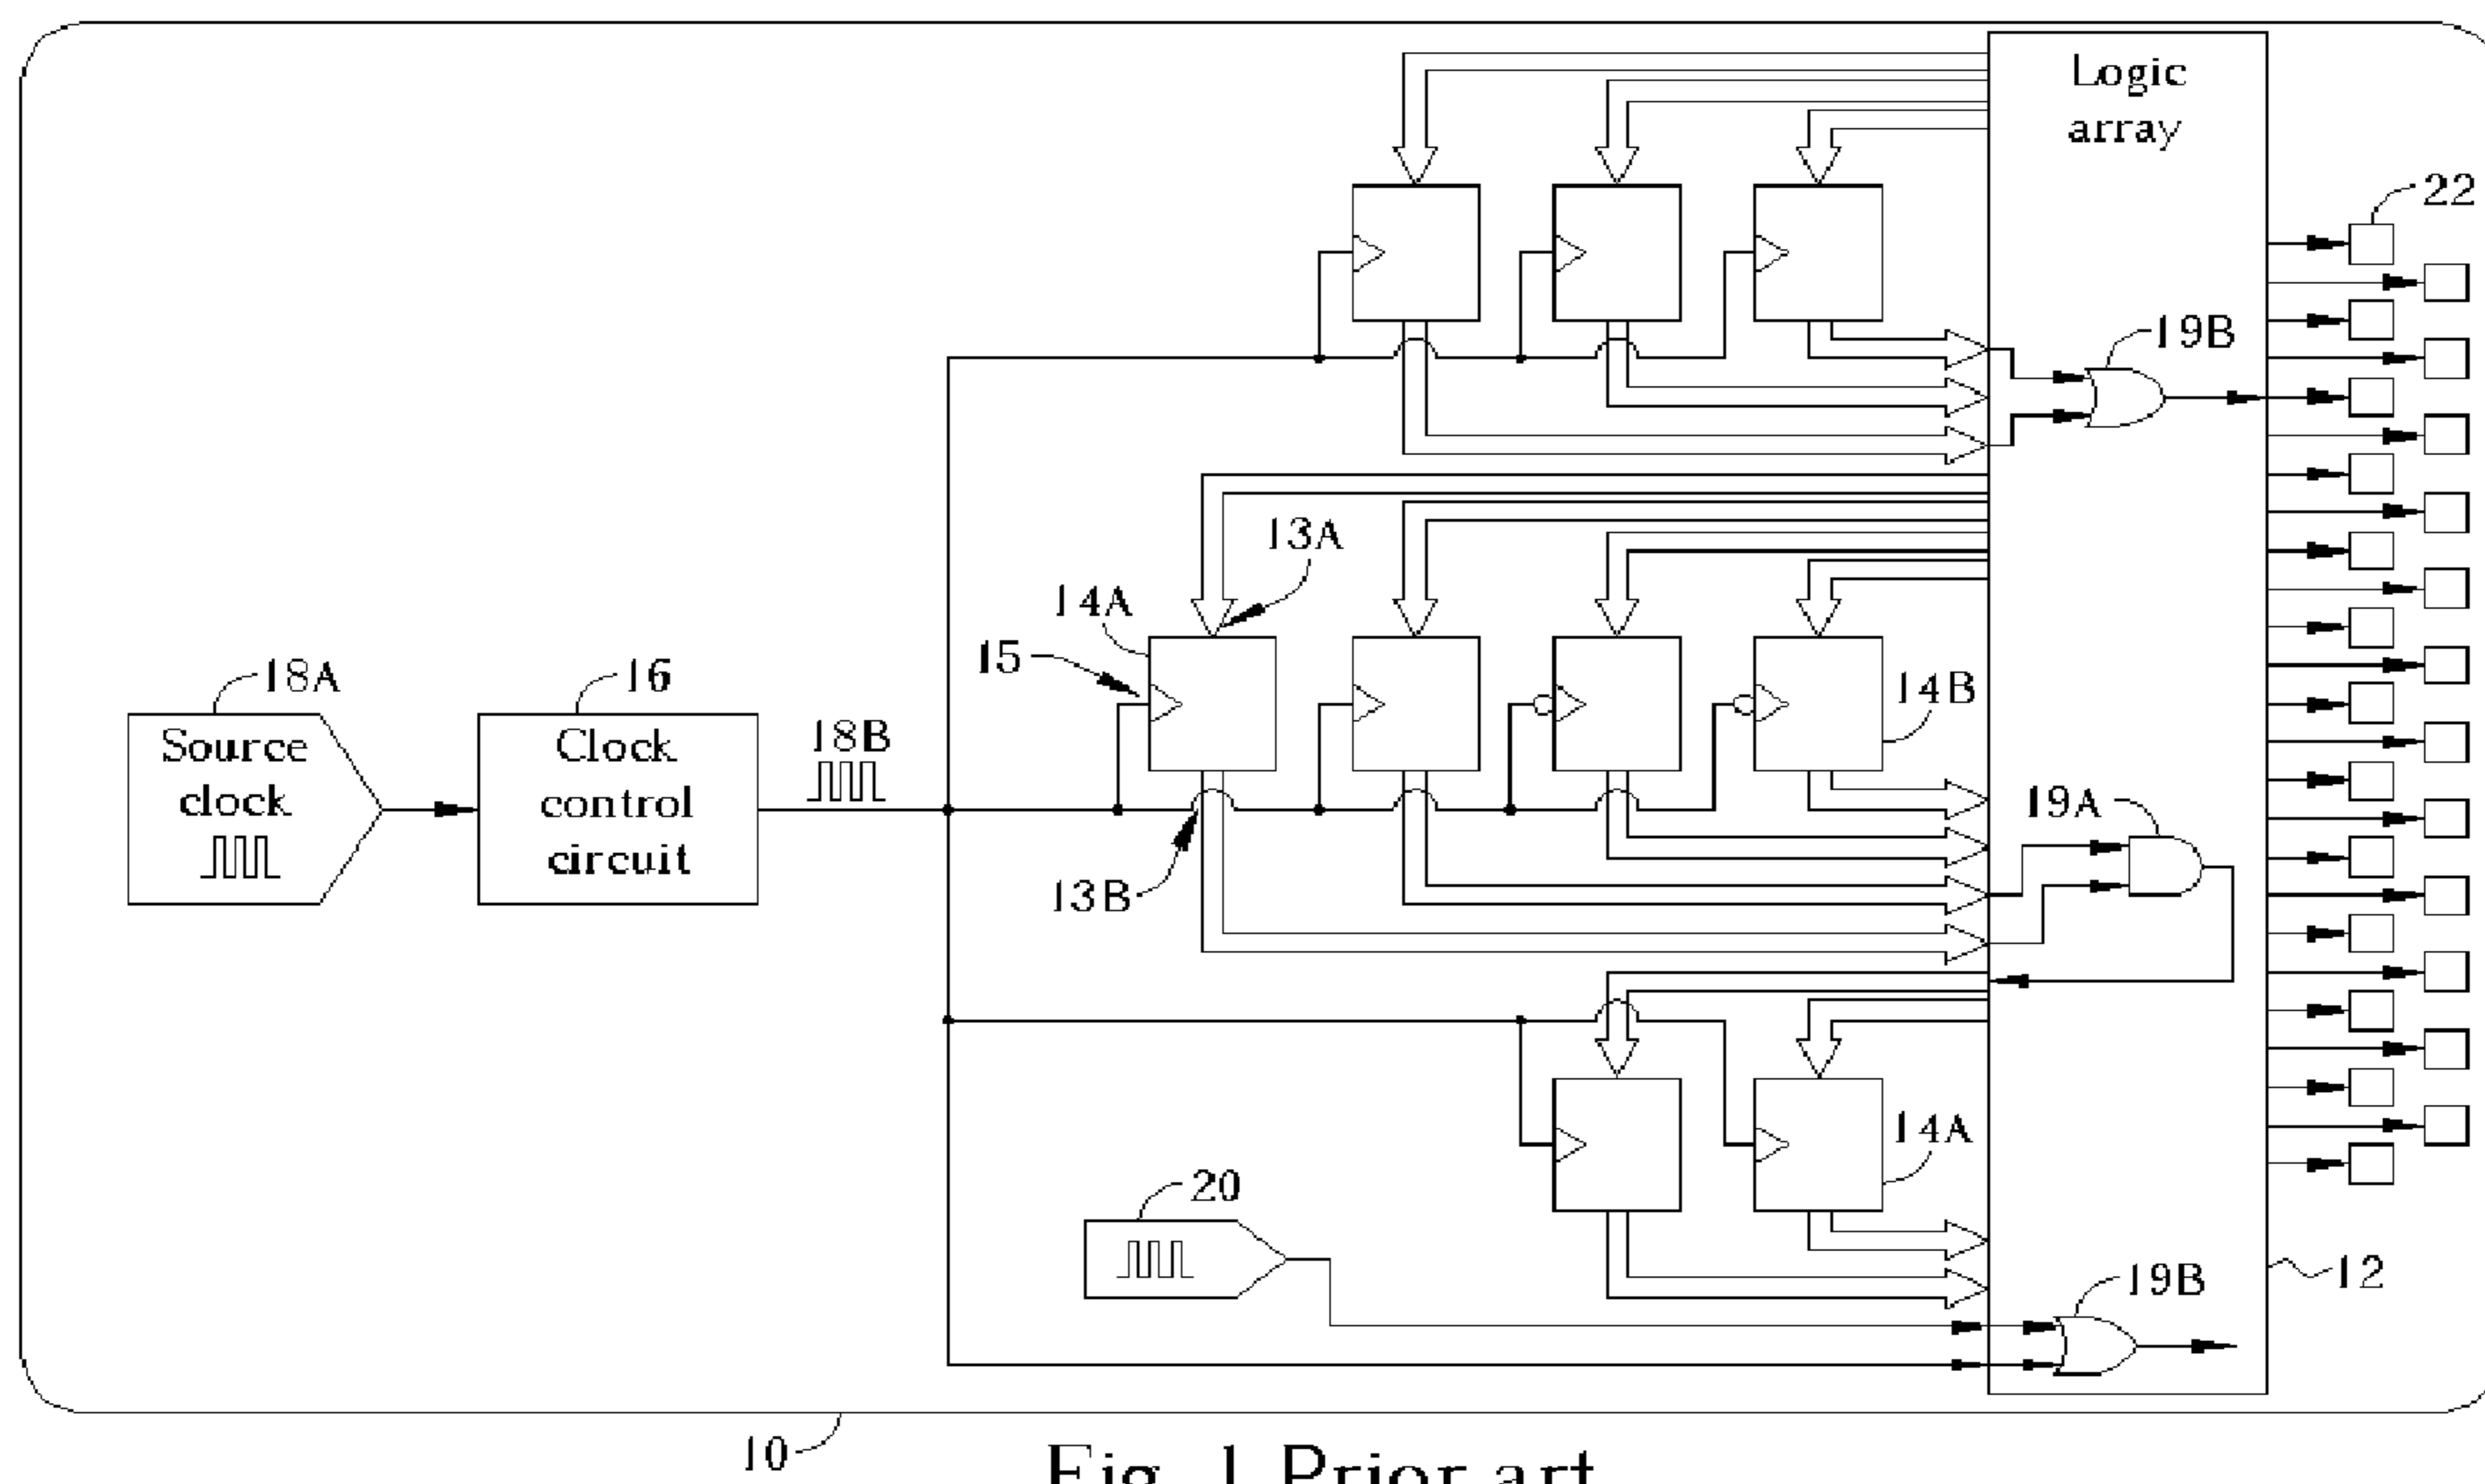 Logic
array
22
19B
13A
14A
15
14B
18A
16
18B
Source
clock
Clock
control
circuit
19A
13B
14A
20
19B
12
10
Fig. 1 Prior art